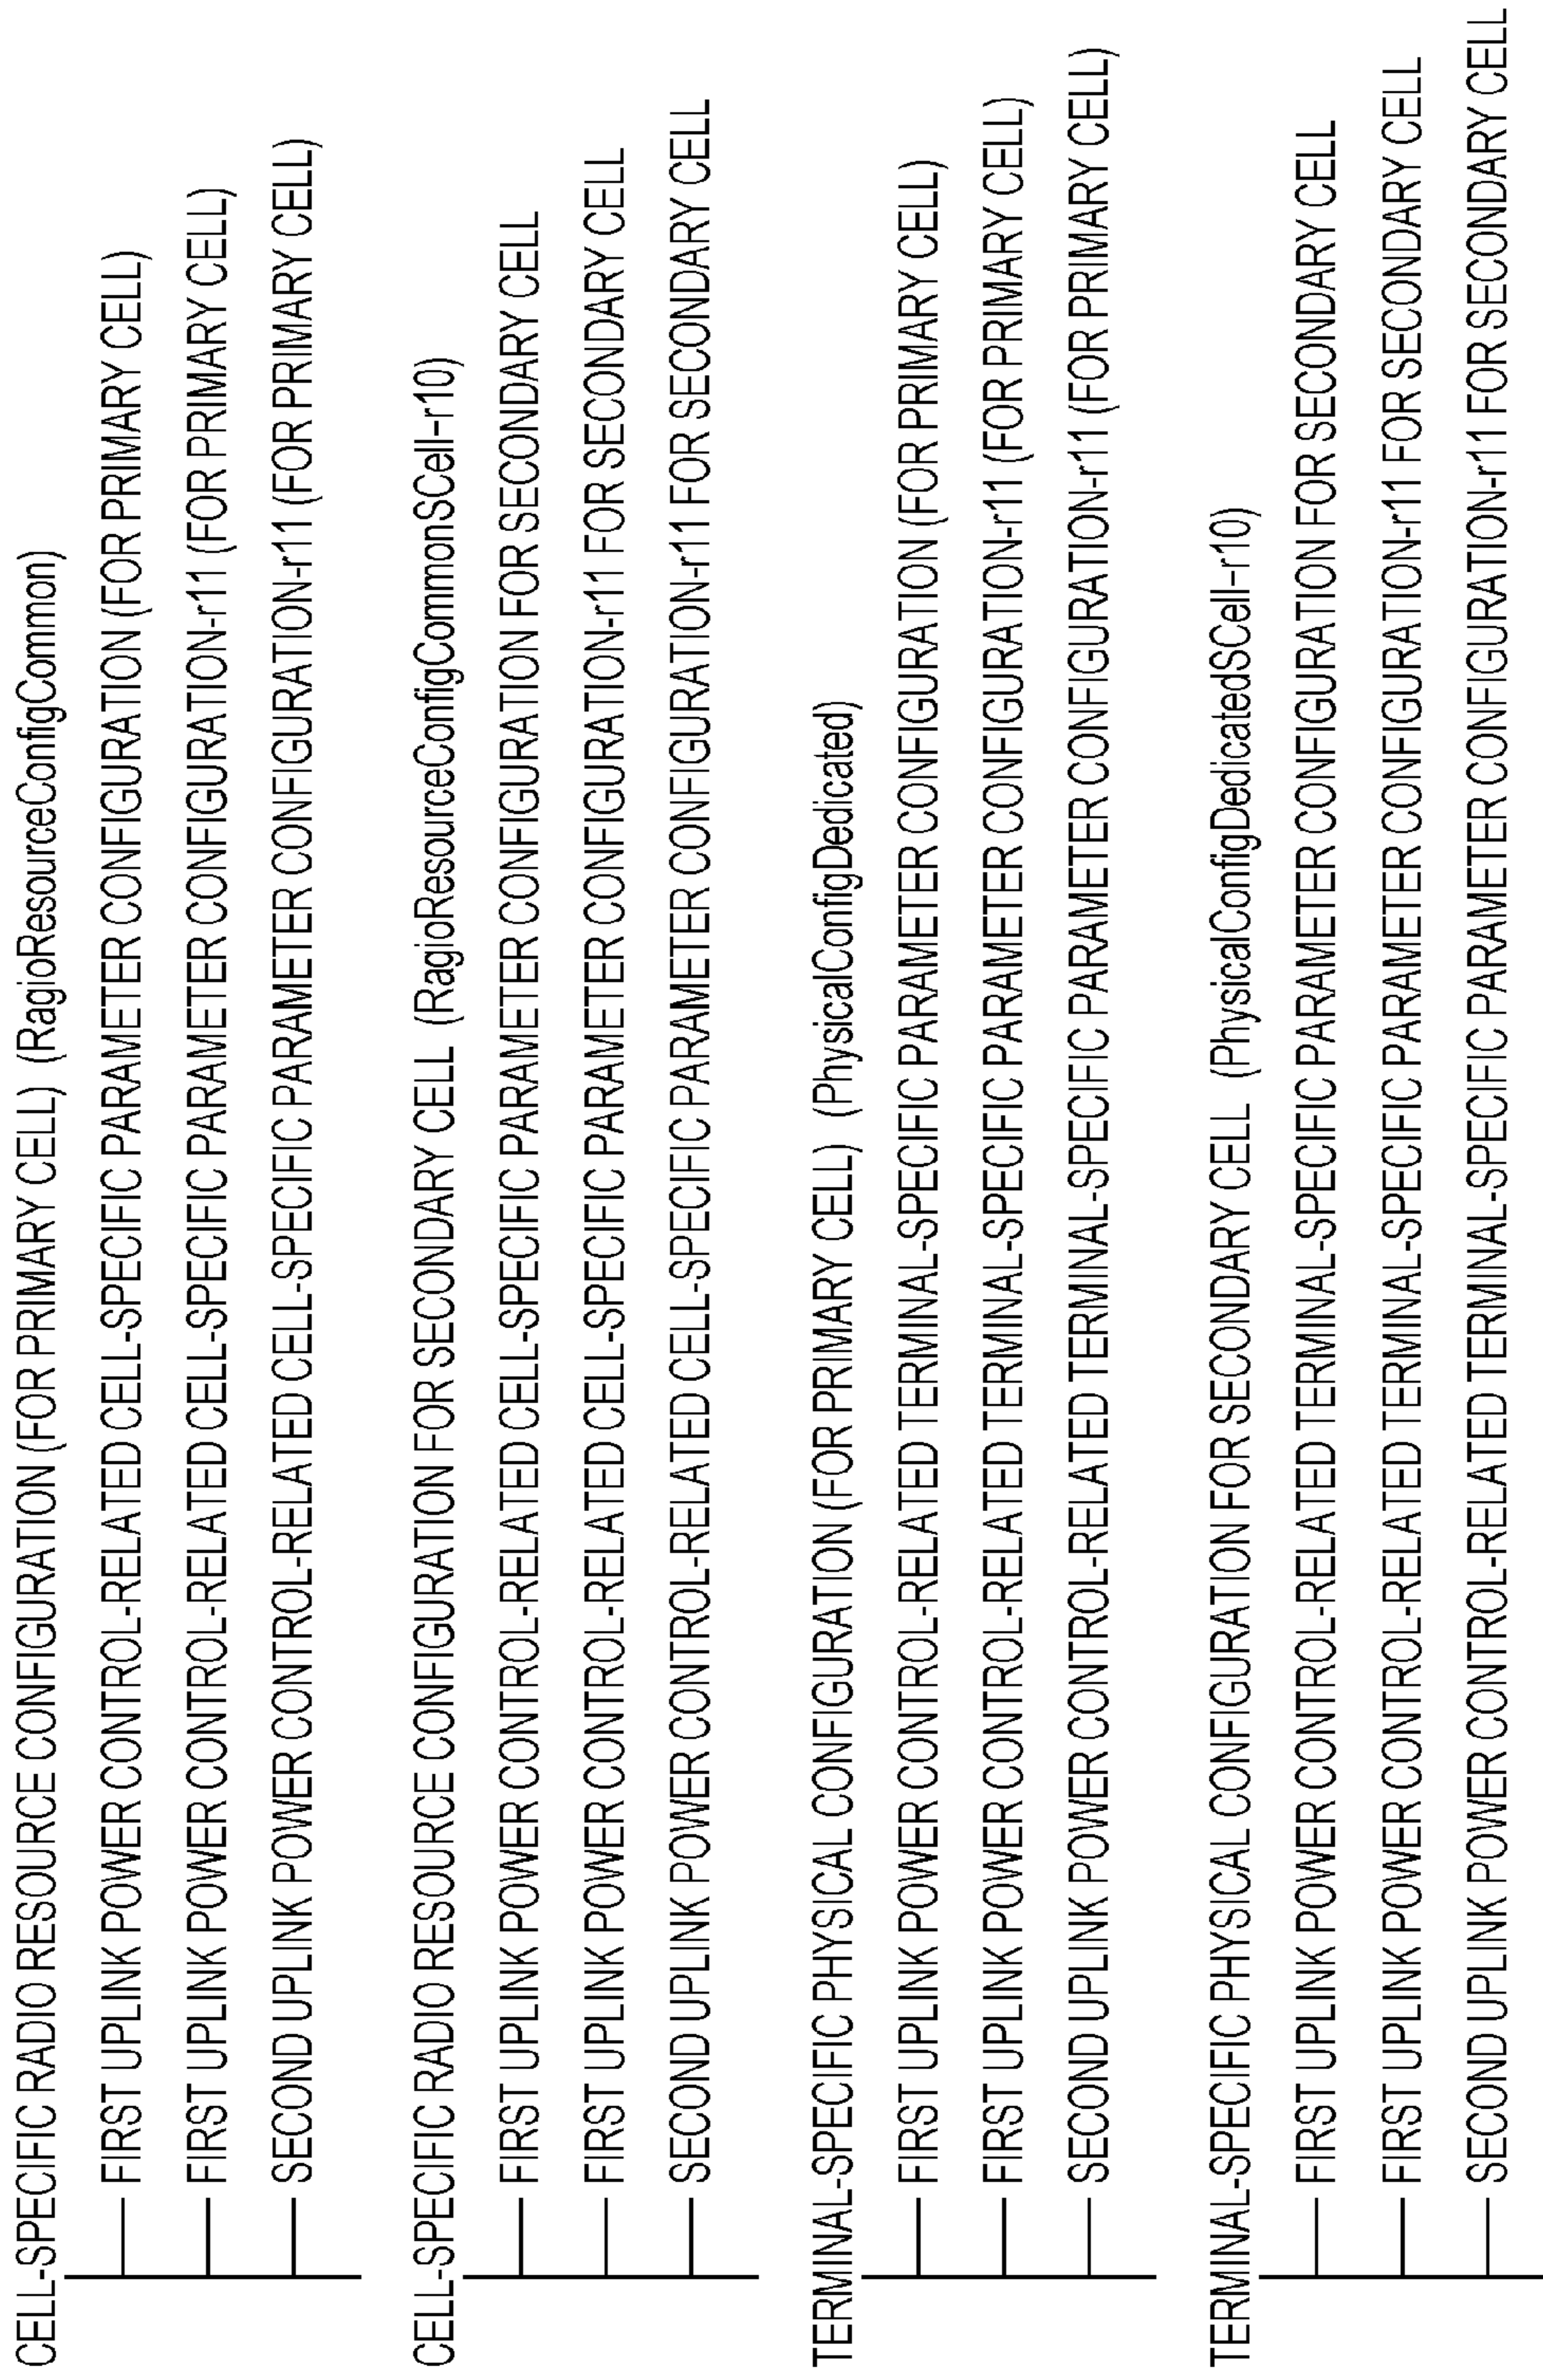 CELL-SPECIFIC RADIO RESOURCE CONFIGURATION (FOR PRIMARY CELL) (RagioResourceConfigCommon)
FIRST UPLINK POWER CONTROL-RELATED CELL-SPECIFIC PARAMETER CONFIGURATION (FOR PRIMARY CELL)
FIRST UPLINK POWER CONTROL-RELATED CELL-SPECIFIC PARAMETER CONFIGURATION-r11 (FOR PRIMARY CELL)
SECOND UPLINK POWER CONTROL-RELATED CELL-SPECIFIC PARAMETER CONFIGURATION-r11 (FOR PRIMARY CELL)
CELL-SPECIFIC RADIO RESOURCE CONFIGURATION FOR SECONDARY CELL (RagioResourceConfigCommonSCell-r10)
FIRST UPLINK POWER CONTROL-RELATED CELL-SPECIFIC PARAMETER CONFIGURATION FOR SECONDARY CELL
FIRST UPLINK POWER CONTROL-RELATED CELL-SPECIFIC PARAMETER CONFIGURATION-r11 FOR SECONDARY CELL
SECOND UPLINK POWER CONTROL-RELATED CELL-SPECIFIC PARAMETER CONFIGURATION-r11 FOR SECONDARY CELL
TERMINAL-SPECIFIC PHYSICAL CONFIGURATION (FOR PRIMARY CELL) (PhysicalConfigDedicated)
FIRST UPLINK POWER CONTROL-RELATED TERMINAL-SPECIFIC PARAMETER CONFIGURATION (FOR PRIMARY CELL)
FIRST UPLINK POWER CONTROL-RELATED TERMINAL-SPECIFIC PARAMETER CONFIGURATION-r11 (FOR PRIMARY CELL)
SECOND UPLINK POWER CONTROL-RELATED TERMINAL-SPECIFIC PARAMETER CONFIGURATION-r11 (FOR PRIMARY CELL)
TERMINAL-SPECIFIC PHYSICAL CONFIGURATION FOR SECONDARY CELL (PhysicalConfigDedicatedSCell-r10)
FIRST UPLINK POWER CONTROL-RELATED TERMINAL-SPECIFIC PARAMETER CONFIGURATION FOR SECONDARY CELL
FIRST UPLINK POWER CONTROL-RELATED TERMINAL-SPECIFIC PARAMETER CONFIGURATION-r11 FOR SECONDARY CELL
SECOND UPLINK POWER CONTROL-RELATED TERMINAL-SPECIFIC PARAMETER CONFIGURATION-r11 FOR SECONDARY CELL